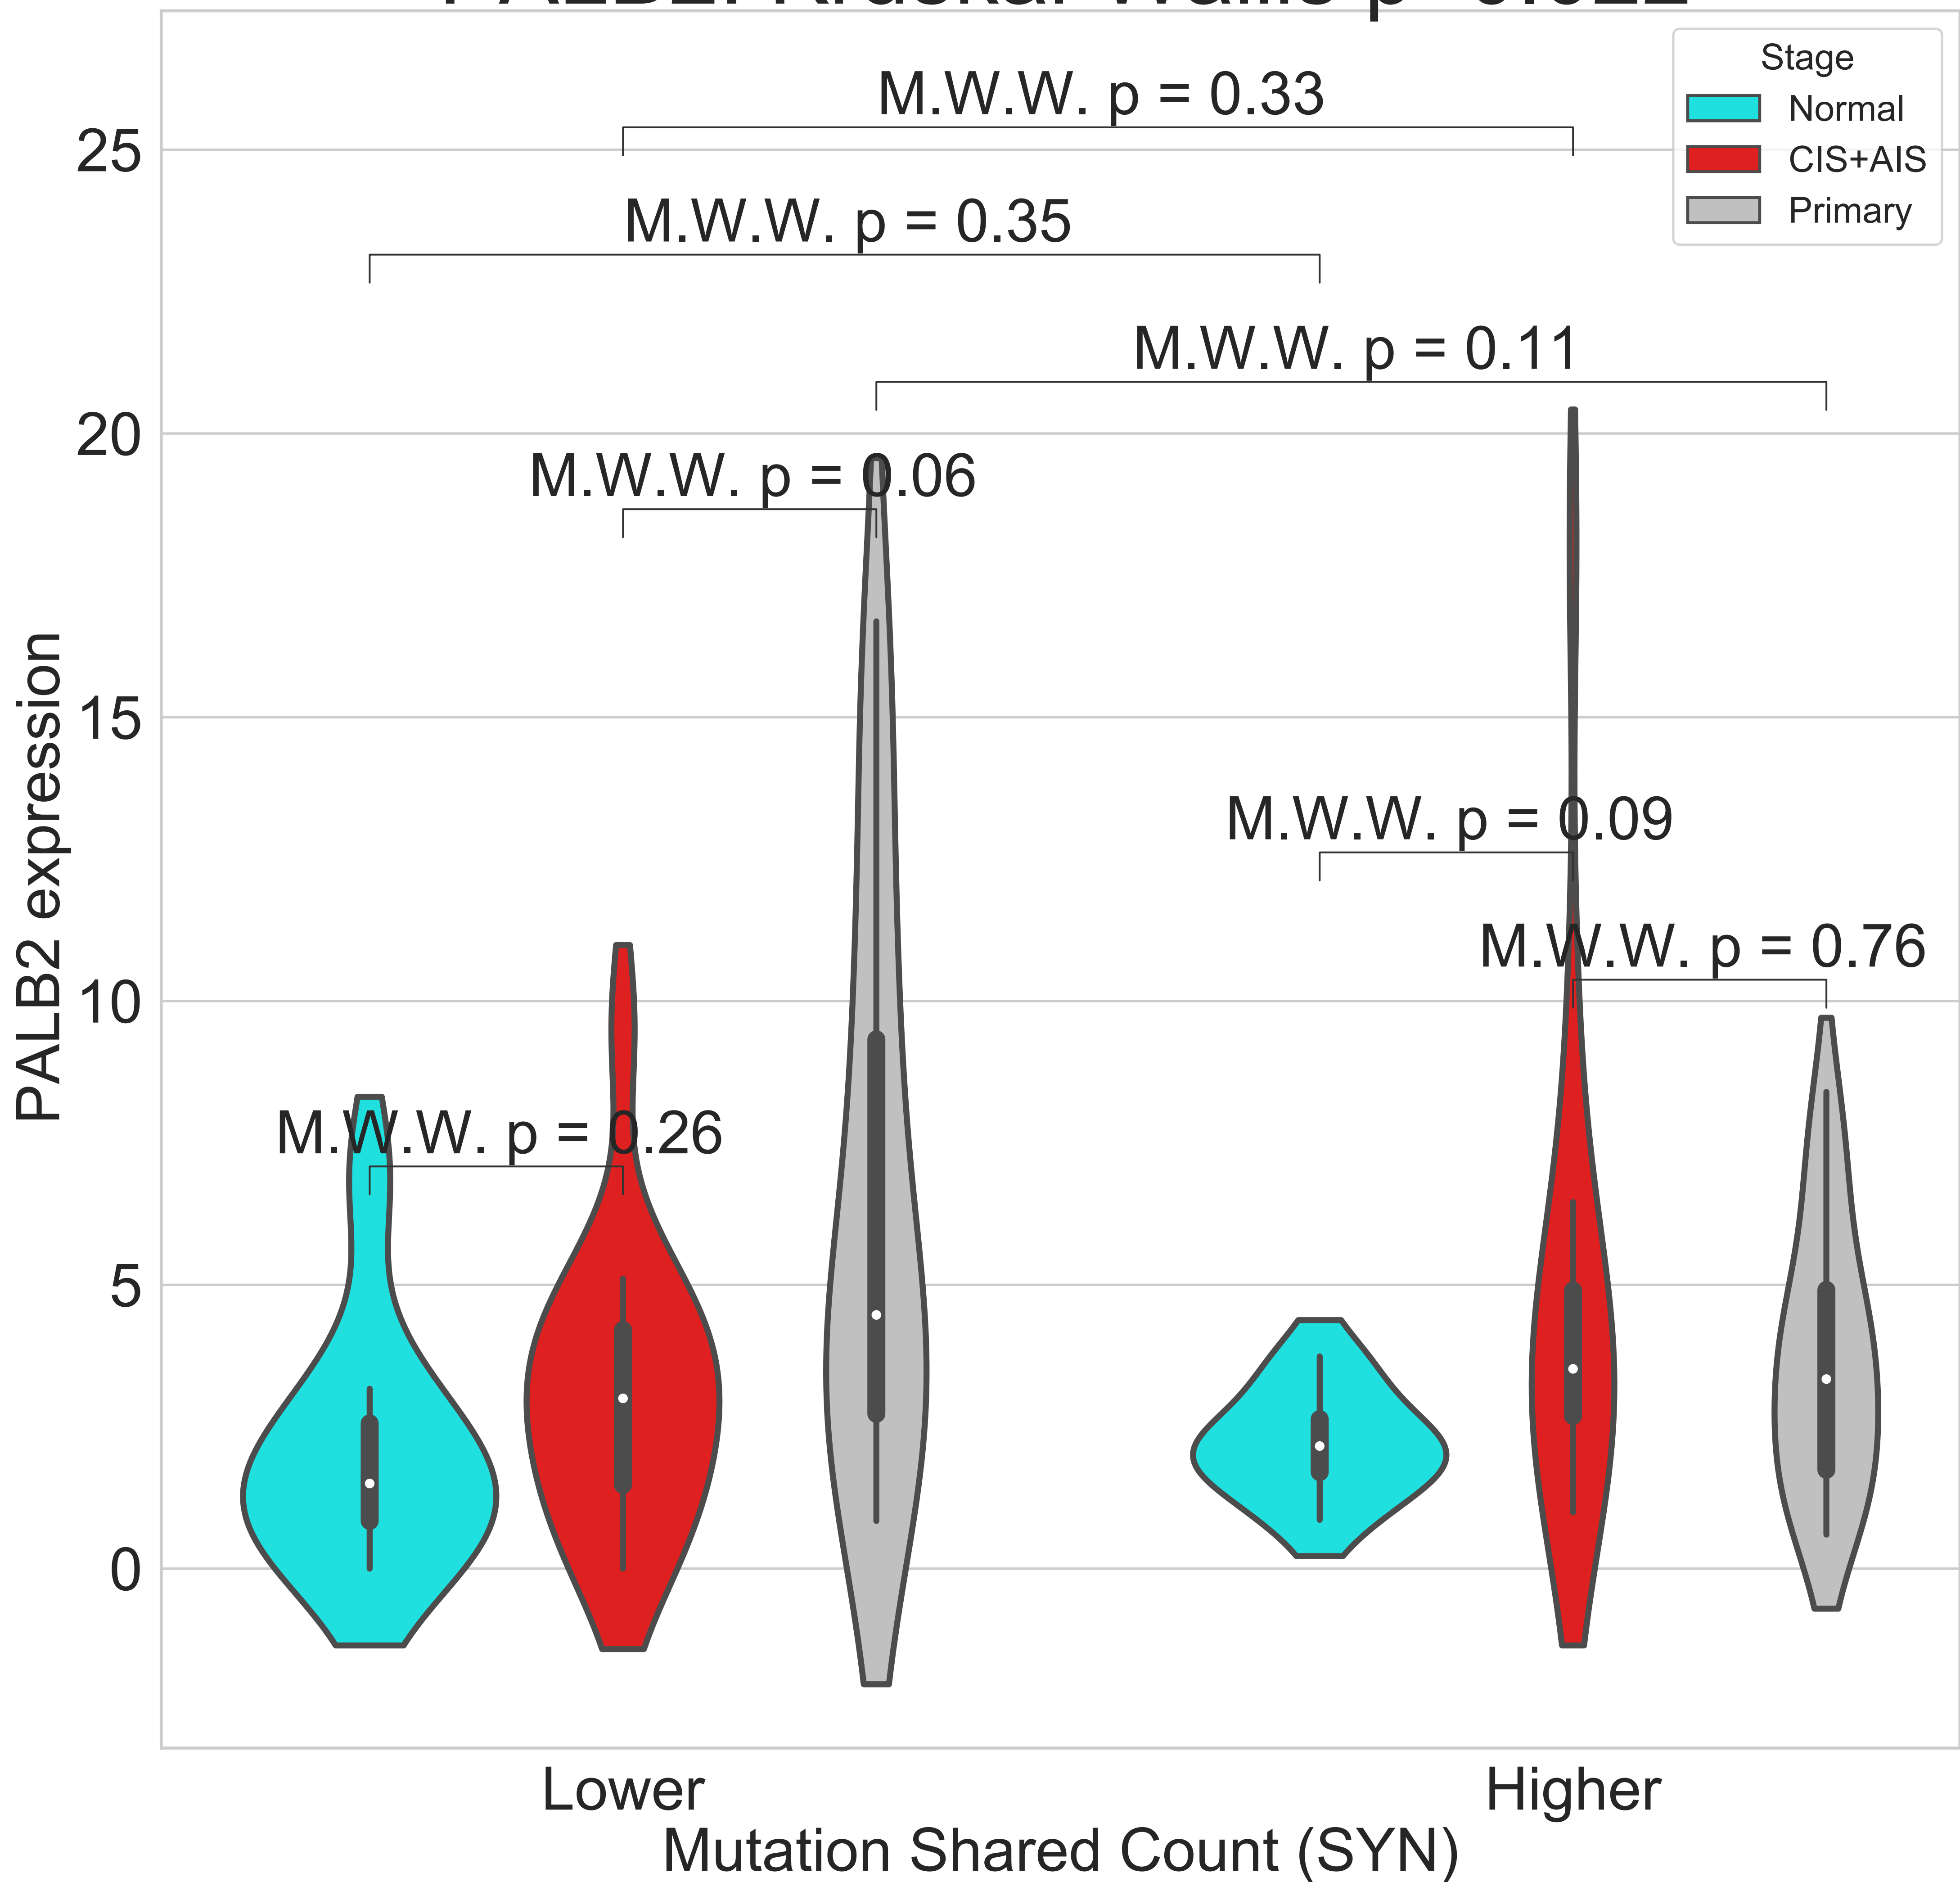 Stage
Normal
CIS+AIS
Primary
M.W.W. p = 0.33
M.W.W. p = 0.35
M.W.W. p = 0.11
M.W.W. p = 0.06
M.W.W. p = 0.09
M.W.W. p = 0.76
M.W.W. p = 0.26
25
20
15
10
5
0
PALB2 expression
Lower
Higher
Mutation Shared Count (SYN)